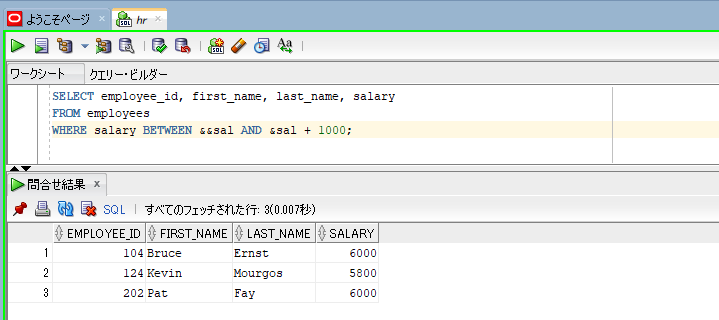 ようこそページ hr
SQL
Aa
ワークシート クエリー・ビルダー
SELECT employee_id, first_name, last_name, salary
FROM employees
WHERE salary BETWEEN &&sal AND &sal + 1000;
問合せ結果 x
SQL | すべてのフェッチされた行: 3(0.007秒)
EMPLOYEE_ID FIRST_NAME LAST_NAME SALARY
1 104 Bruce Ernst 6000
2 124 Kevin Mourgos 5800
3 202 Pat Fay 6000